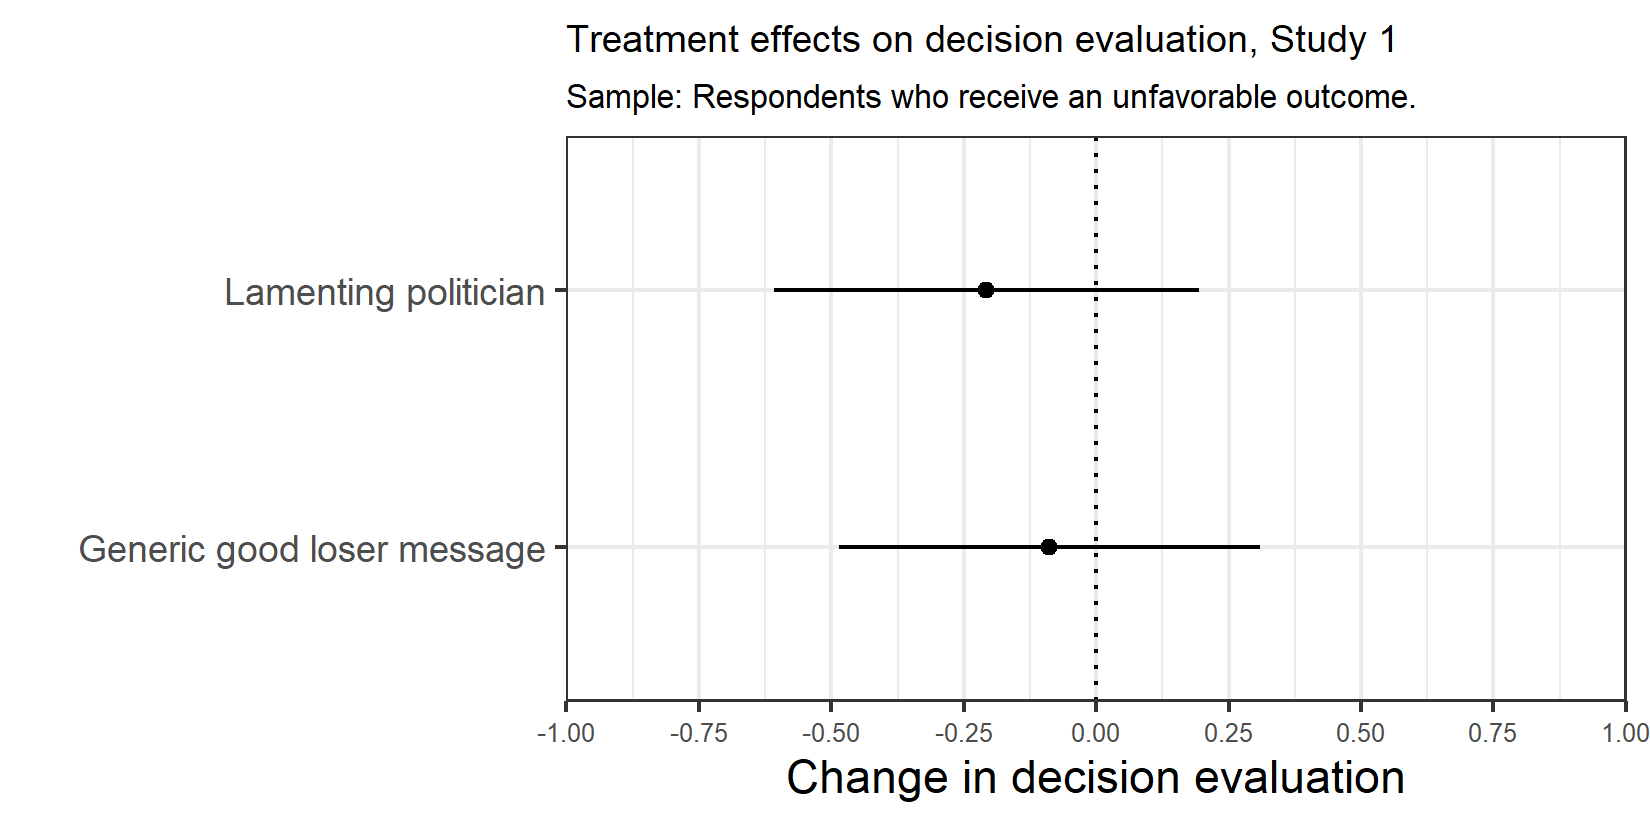 Treatment effects on decision evaluation, Study 1
Sample: Respondents who receive an unfavorable outcome.
Lamenting politician
Generic good loser message
-1.00 -0.75 -0.50 -0.25 0.00 0.25 0.50 0.75 1.00
Change in decision evaluation